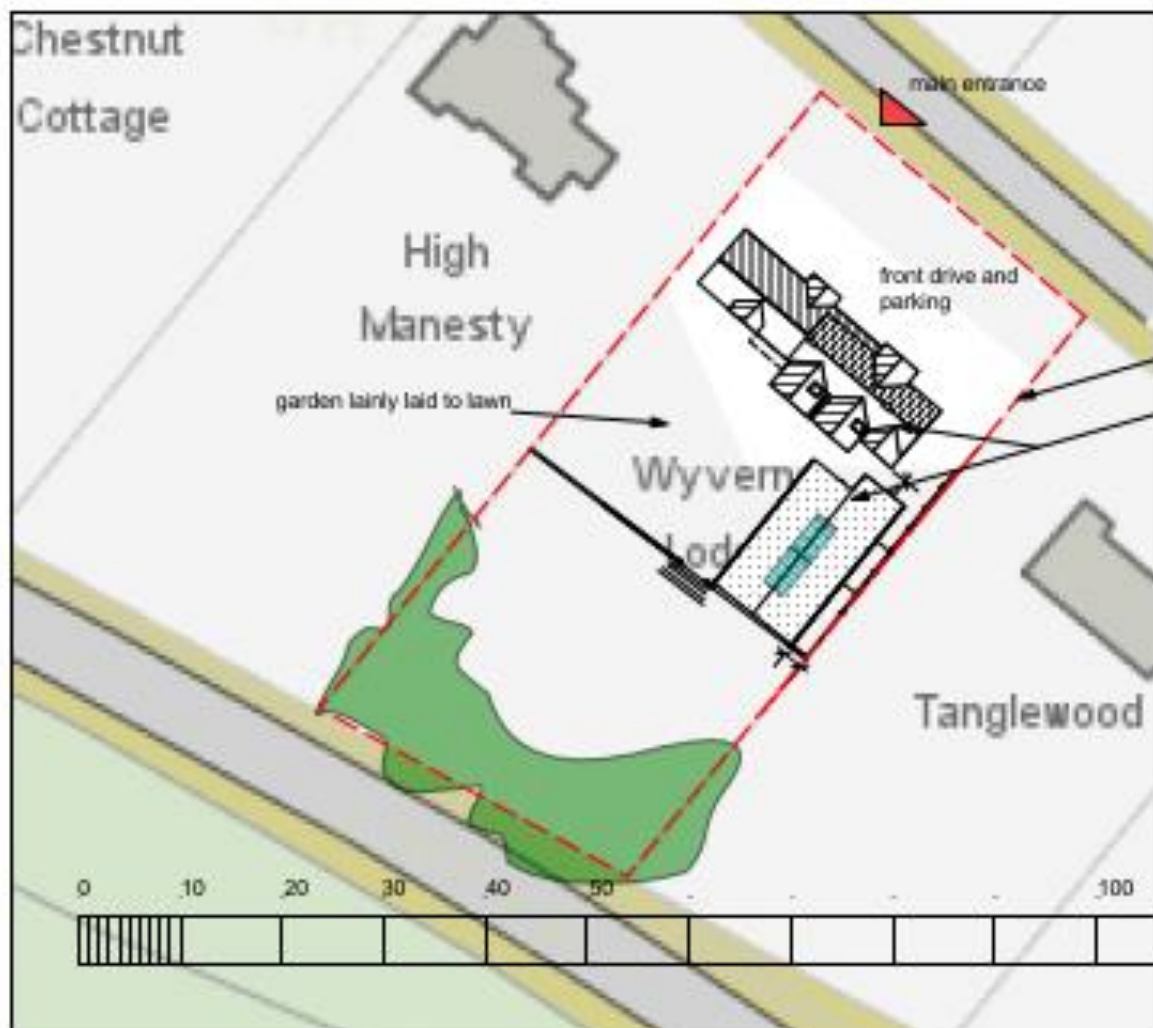 Chestnut
Cottage
main entrance
High
Manesty
front drive and
parking
garden lainly laid to lawn
Wyvern
Lod
Tanglewood
0 10 20 30 40 50 100